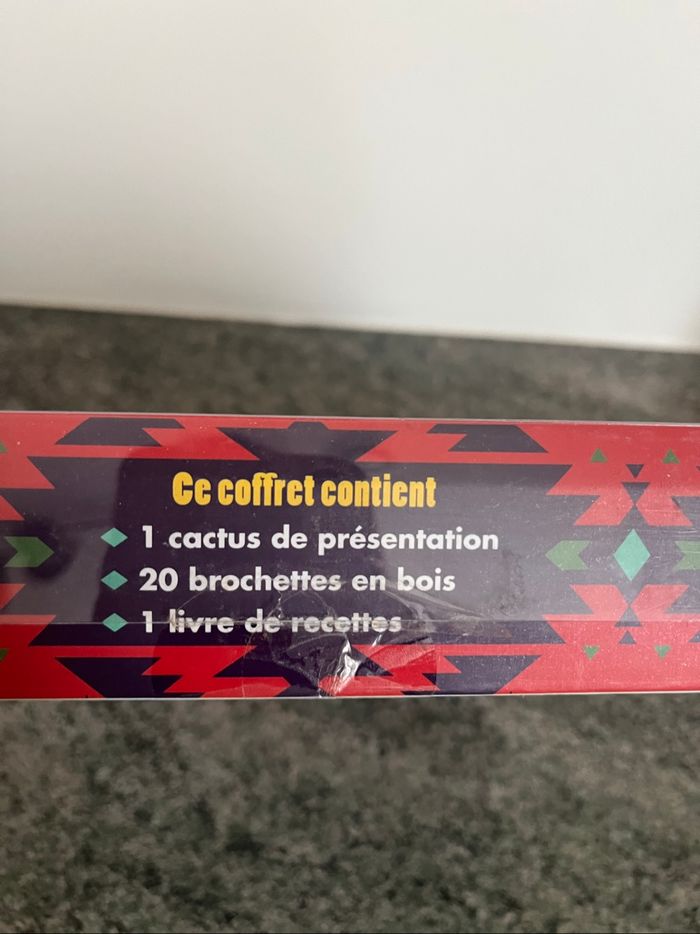 Ce coffret contient
1 cactus de présentation
20 brochettes en bois
1 livre de recettes